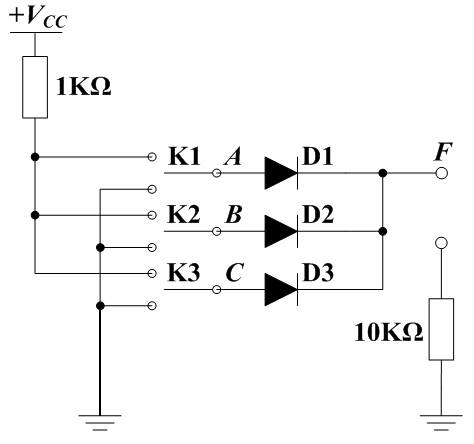 +VCC
1KΩ
K1 A D1 F
K2 B D2
K3 C D3
10KΩ